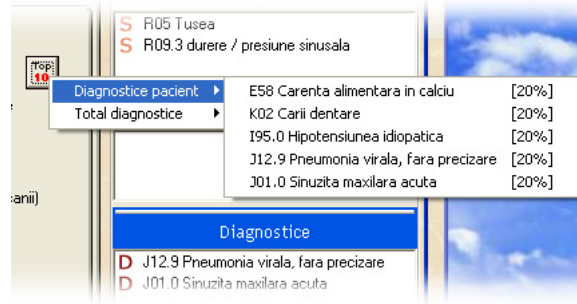 S R05 Tusea
S R09.3 durere / presiune sinusala
Top
10
Diagnostice pacient
E58 Carenta alimentara in calciu [20%]
Total diagnostice
K02 Carii dentare [20%]
I95.0 Hipotensiunea idiopatica [20%]
J12.9 Pneumonia virala, fara precizare [20%]
J01.0 Sinuzita maxilara acuta [20%]
anii)
Diagnostice
D J12.9 Pneumonia virala, fara precizare
D J01.0 Sinuzita maxilara acuta